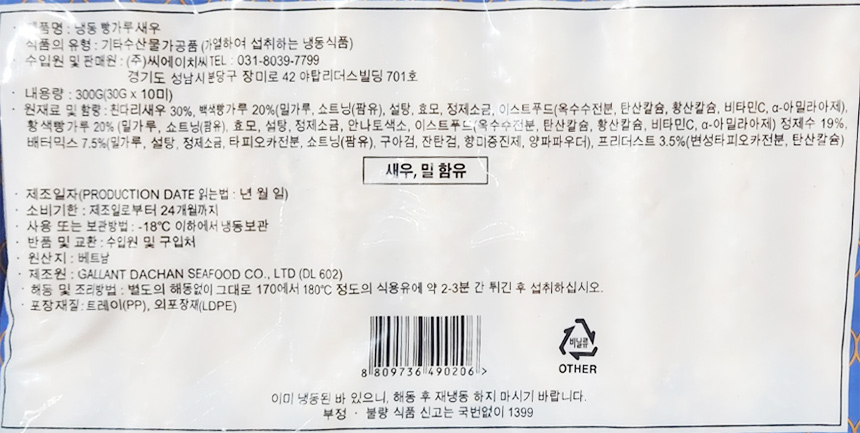 · 제품명 : 냉동 빵가루새우
· 식품의 유형 : 기타수산물가공품 (가열하여 섭취하는 냉동식품)
· 수입원 및 판매원 : (주)씨에이치씨 TEL : 031-8039-7799
경기도 성남시 분당구 장미로 42 야탑리더스빌딩 701호
· 내용량 : 300G(30G x 10미)
· 원재료 및 함량 : 흰다리새우 30%, 백색빵가루 20%(밀가루, 쇼트닝(팜유), 설탕, 효모, 정제소금, 이스트푸드(옥수수전분, 탄산칼슘, 황산칼슘, 비타민C, α-아밀라아제),
황색빵가루 20% (밀가루, 쇼트닝(팜유), 효모, 설탕, 정제소금, 안나토색소, 이스트푸드(옥수수전분, 탄산칼슘, 황산칼슘, 비타민C, α-아밀라아제) 정제수 19%,
배터믹스 7.5%(밀가루, 설탕, 정제소금, 타피오카전분, 쇼트닝(팜유), 구아검, 잔탄검, 향미증진제, 양파파우더), 프리더스트 3.5%(변성타피오카전분, 탄산칼슘)
새우, 밀 함유
· 제조일자(PRODUCTION DATE 읽는법 : 년 월 일)
· 소비기한 : 제조일로부터 24개월까지
· 사용 또는 보관방법 : -18℃ 이하에서 냉동보관
· 반품 및 교환 : 수입원 및 구입처
· 원산지 : 베트남
· 제조원 : GALLANT DACHAN SEAFOOD CO., LTD (DL 602)
· 해동 및 조리방법 : 별도의 해동없이 그대로 170에서 180℃ 정도의 식용유에 약 2-3분 간 튀긴 후 섭취하십시오.
· 포장재질 : 트레이(PP), 외포장재(LDPE)
8 809736 490206 >
비닐류
OTHER
이미 냉동된 바 있으니, 해동 후 재냉동 하지 마시기 바랍니다.
부정 · 불량 식품 신고는 국번없이 1399